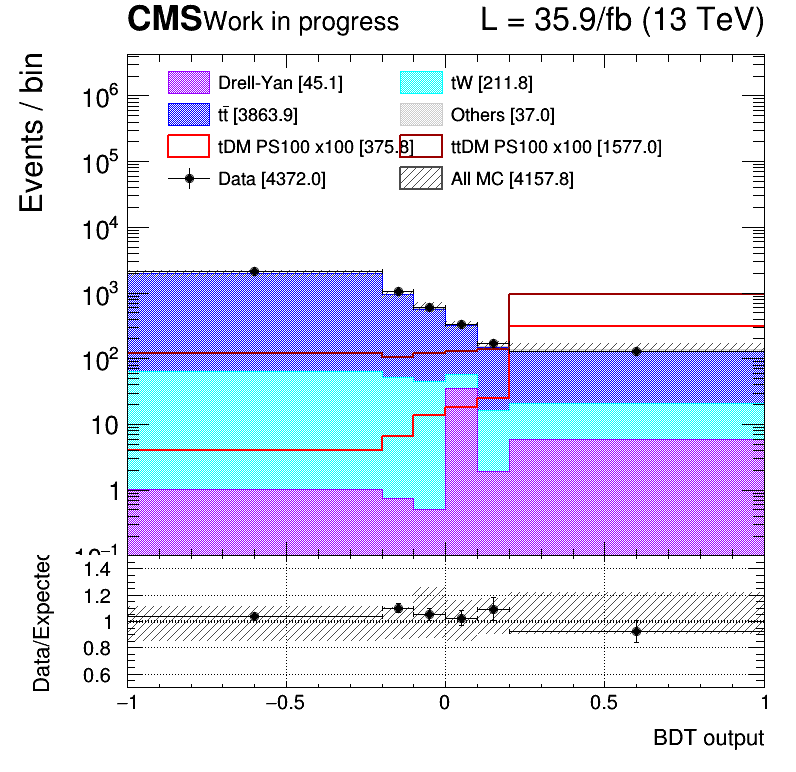 CMS Work in progress L = 35.9/fb (13 TeV)
Events / bin
Drell-Yan [45.1] tW [211.8]
tt̄ [3863.9] Others [37.0]
tDM PS100 x100 [375.8] ttDM PS100 x100 [1577.0]
Data [4372.0] All MC [4157.8]
10⁶
10⁵
10⁴
10³
10²
10
1
10⁻¹
Data/Expected
1.4
1.2
1
0.8
0.6
−1 −0.5 0 0.5 1
BDT output